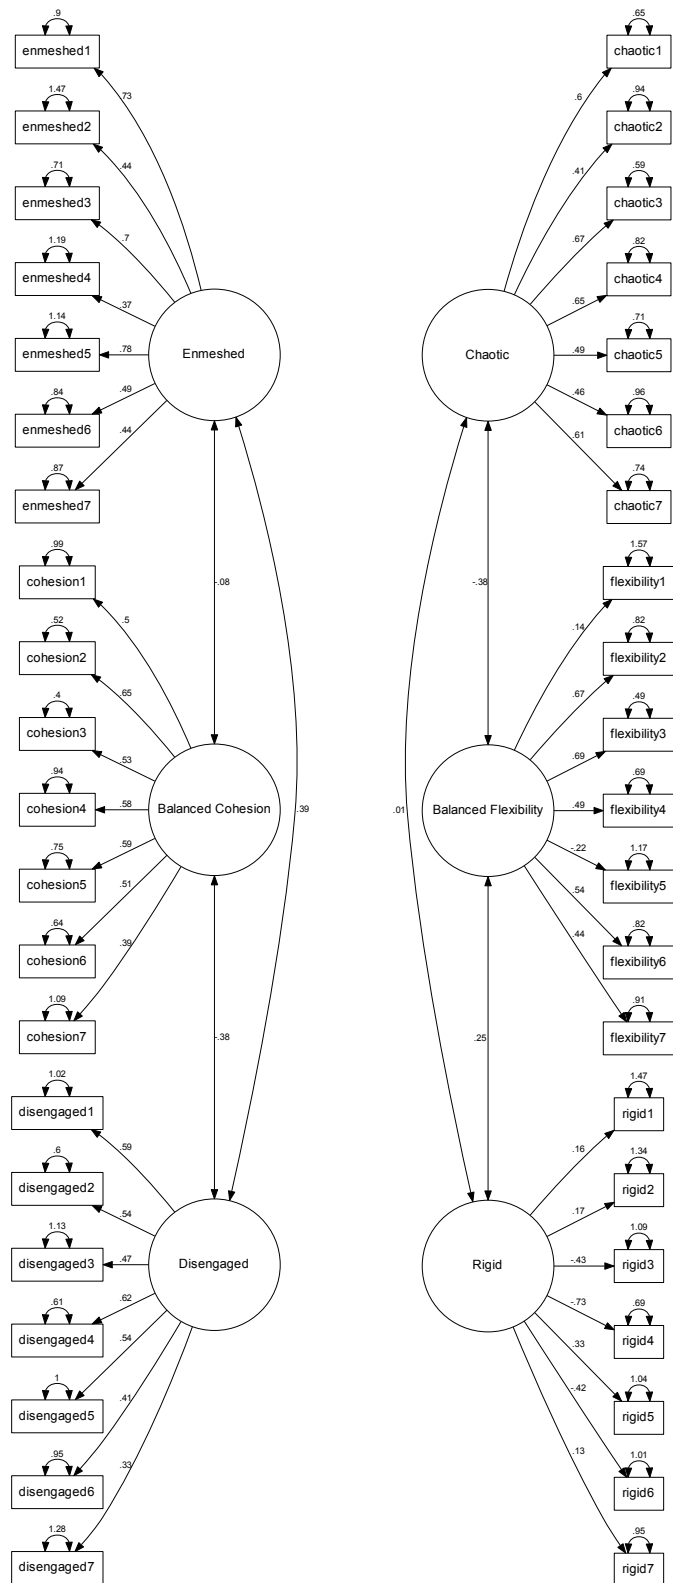 .9
enmeshed1
.73
1.47
enmeshed2
.44
.71
enmeshed3
.7
1.19
enmeshed4
.37
1.14
enmeshed5
.78
.84
enmeshed6
.49
.87
enmeshed7
.44
Enmeshed
-.08
.39
.99
cohesion1
.5
.52
cohesion2
.65
.4
cohesion3
.53
.94
cohesion4
.58
.75
cohesion5
.59
.64
cohesion6
.51
1.09
cohesion7
.39
Balanced Cohesion
-.38
1.02
disengaged1
.59
.6
disengaged2
.54
1.13
disengaged3
.47
.61
disengaged4
.62
1
disengaged5
.54
.95
disengaged6
.41
1.28
disengaged7
.33
Disengaged
.65
chaotic1
.6
.94
chaotic2
.41
.59
chaotic3
.67
.82
chaotic4
.65
.71
chaotic5
.49
.96
chaotic6
.46
.74
chaotic7
.61
Chaotic
-.38
.01
1.57
flexibility1
.14
.82
flexibility2
.67
.49
flexibility3
.69
.69
flexibility4
.49
1.17
flexibility5
-.22
.82
flexibility6
.54
.91
flexibility7
.44
Balanced Flexibility
.25
1.47
rigid1
.16
1.34
rigid2
.17
1.09
rigid3
-.43
.69
rigid4
-.73
1.04
rigid5
.33
1.01
rigid6
-.42
.95
rigid7
.13
Rigid